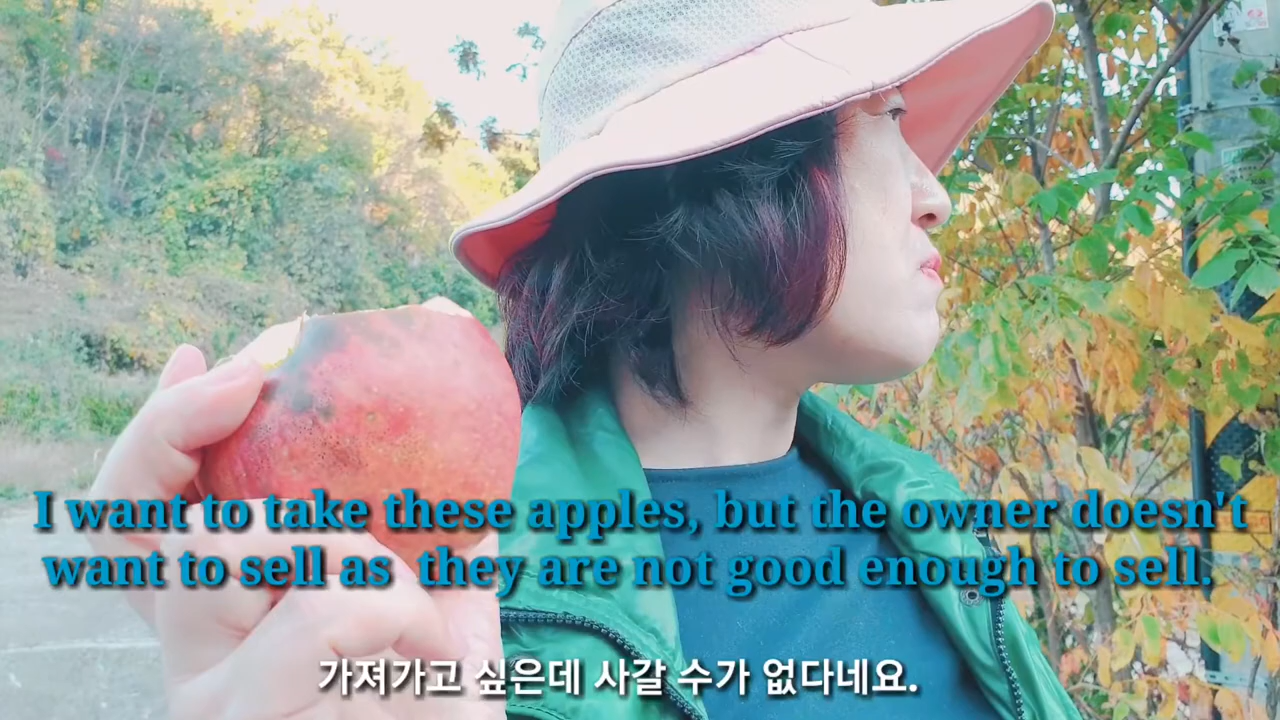 I want to take these apples, but the owner doesn't
want to sell as they are not good enough to sell.
가져가고 싶은데 사갈 수가 없다네요.